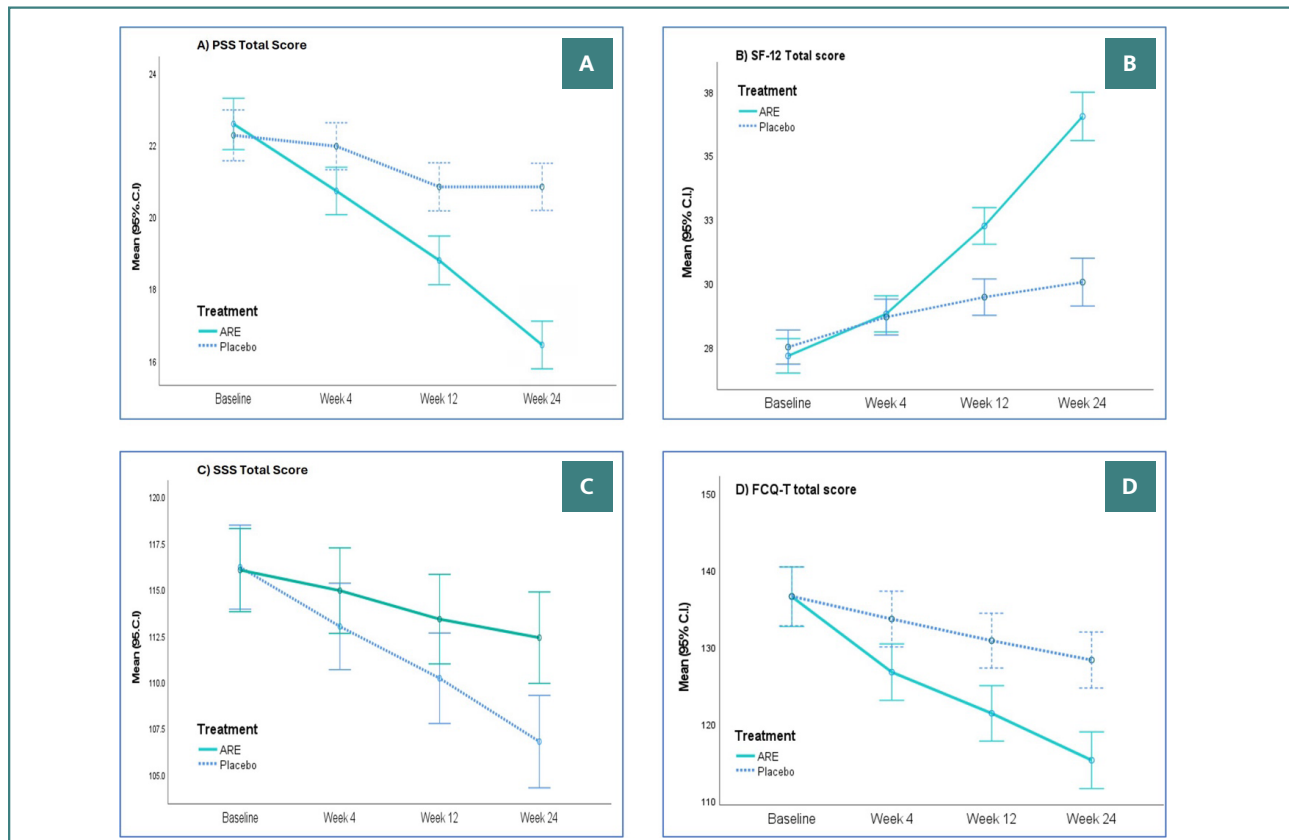 A) PSS Total Score
A
24
22
20
18
16
Mean (95%.C.I)
Treatment
ARE
Placebo
Baseline Week 4 Week 12 Week 24
B) SF-12 Total score
B
Treatment
ARE
Placebo
38
35
33
30
28
Mean (95% C.I.)
Baseline Week 4 Week 12 Week 24
C) SSS Total Score
C
120.0
117.5
115.0
112.5
110.0
107.5
105.0
Mean (95.C.I)
Treatment
ARE
Placebo
Baseline Week 4 Week 12 Week 24
D) FCQ-T total score
D
150
140
130
120
110
Mean (95% C.I.)
Treatment
ARE
Placebo
Baseline Week 4 Week 12 Week 24